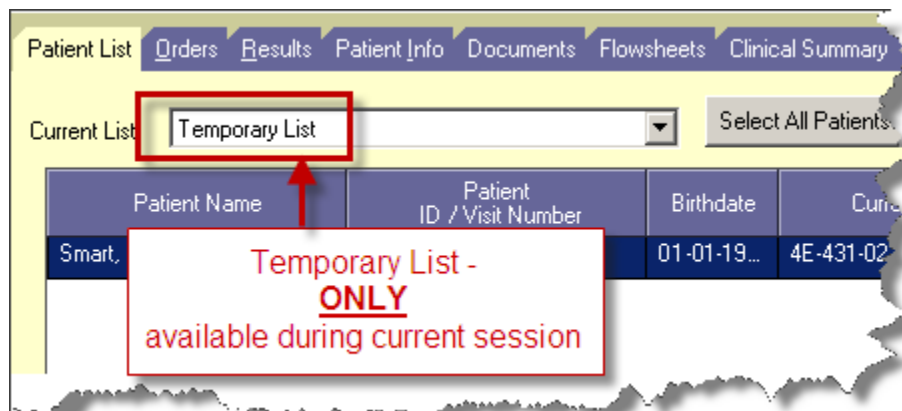 Patient List Orders Results Patient Info Documents Flowsheets Clinical Summary
Current List Temporary List Select All Patients
Patient Name Patient ID / Visit Number Birthdate
Smart, 01-01-19... 4E-431-02
Temporary List -
ONLY
available during current session